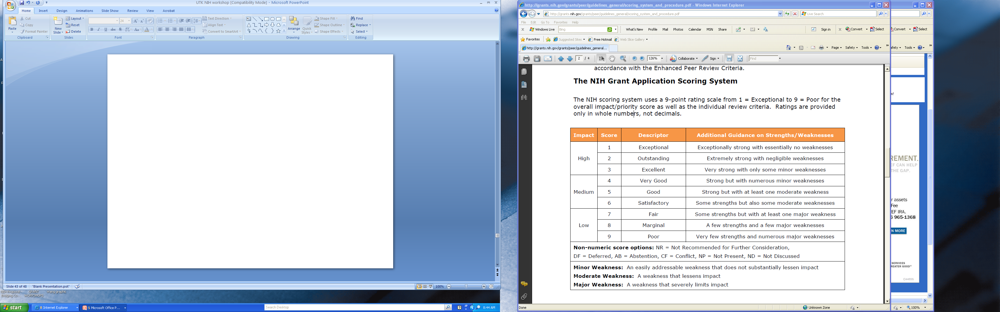 UTK NIH workshop [Compatibility Mode] - Microsoft PowerPoint
Home Insert Design Animations Slide Show Review View Acrobat
Paste
Cut
Copy
Format Painter
Clipboard
New Slide
Layout
Reset
Delete
Slides
24
B I U abc S AV Aa A
Font
Text Direction
Align Text
Convert to SmartArt
Paragraph
Arrange
Quick Styles
Shape Fill
Shape Outline
Shape Effects
Drawing
Find
Replace
Select
Editing
Slide 43 of 48 "Blank Presentation.pot" 100%
NEH Proposal - Bridging Co...
GRANT WORKSHOPS
Wang graphic
start 8 Internet Explorer 5 Microsoft Office P... Search Desktop 8:44 AM
http://grants.nih.gov/grants/peer/guidelines_general/scoring_system_and_procedure.pdf - Windows Internet Explorer
http://grants.nih.gov/grants/peer/guidelines_general/scoring_system_and_procedure.pdf Live Search
File Edit Go To Favorites Help
Windows Live Bing What's New Profile Mail Photos Calendar MSN Share Sign in Convert Select Convert Select
Favorites Suggested Sites Free Hotmail Web Slice Gallery
http://grants.nih.gov/grants/peer/guidelines_general... Page Safety Tools afety Tools
2 / 4 126% Collaborate Sign Find
accordance with the Enhanced Peer Review Criteria.
The NIH Grant Application Scoring System
The NIH scoring system uses a 9-point rating scale from 1 = Exceptional to 9 = Poor for the
overall impact/priority score as well as the individual review criteria. Ratings are provided
only in whole numbers, not decimals.
Impact Score Descriptor Additional Guidance on Strengths/Weaknesses
High
1 Exceptional Exceptionally strong with essentially no weaknesses
2 Outstanding Extremely strong with negligible weaknesses
3 Excellent Very strong with only some minor weaknesses
Medium
4 Very Good Strong but with numerous minor weaknesses
5 Good Strong but with at least one moderate weakness
6 Satisfactory Some strengths but also some moderate weaknesses
Low
7 Fair Some strengths but with at least one major weakness
8 Marginal A few strengths and a few major weaknesses
9 Poor Very few strengths and numerous major weaknesses
Non-numeric score options: NR = Not Recommended for Further Consideration,
DF = Deferred, AB = Abstention, CF = Conflict, NP = Not Present, ND = Not Discussed
Minor Weakness: An easily addressable weakness that does not substantially lessen impact
Moderate Weakness: A weakness that lessens impact
Major Weakness: A weakness that severely limits impact
Done Unknown Zone 100%
w!
REMENT.
EF CAN HELP
THE GAP.
r assets
Fee
EF IRA.
6 965-1368
N MORE
SERVICES
REATER GOOD®
C44655